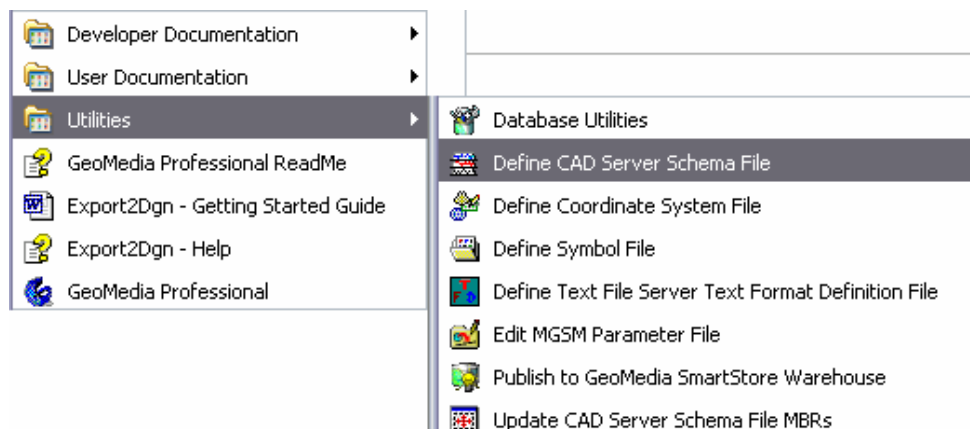 Developer Documentation
User Documentation
Utilities
GeoMedia Professional ReadMe
Export2Dgn - Getting Started Guide
Export2Dgn - Help
GeoMedia Professional
Database Utilities
Define CAD Server Schema File
Define Coordinate System File
Define Symbol File
Define Text File Server Text Format Definition File
Edit MGSM Parameter File
Publish to GeoMedia SmartStore Warehouse
Update CAD Server Schema File MBRs